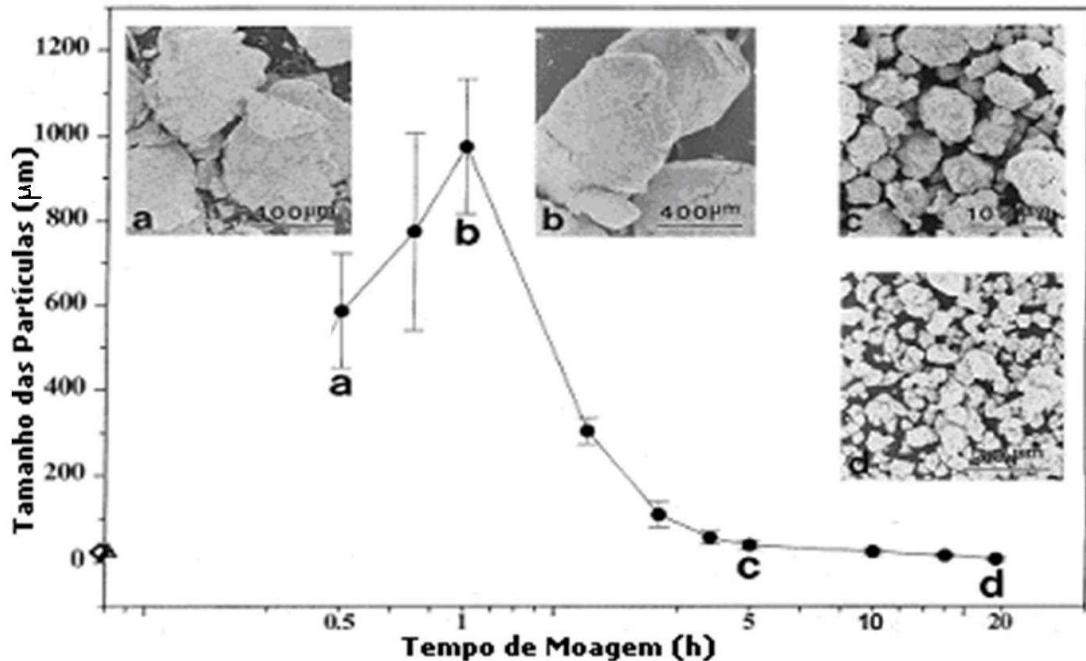 Tamanho das Partículas (μm)
1200
1000
800
600
400
200
0
a
100μm
b
400μm
c
d
a
b
c
d
0.5
1
5
10
20
Tempo de Moagem (h)